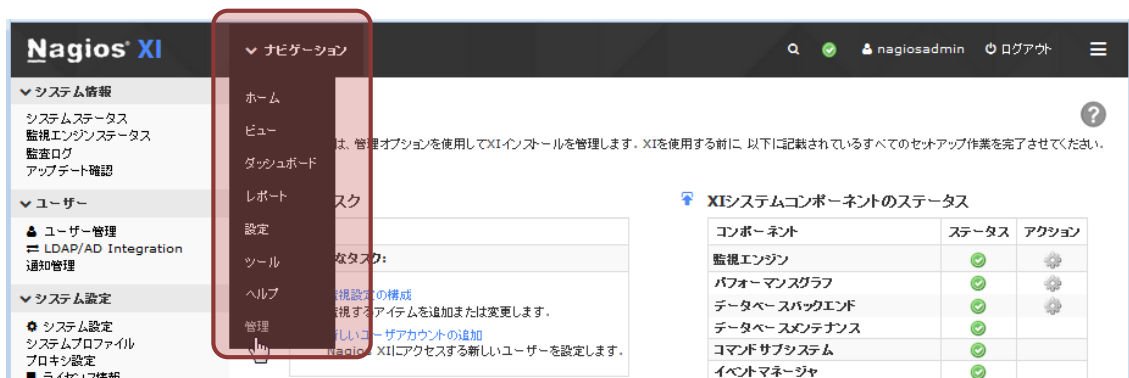 Nagios® XI
ナビゲーション
nagiosadmin
ログアウト
システム情報
システムステータス
監視エンジンステータス
監査ログ
アップデート確認
ユーザー
ユーザー管理
LDAP/AD Integration
通知管理
システム設定
システム設定
システムプロファイル
プロキシ設定
ライセンス情報
ホーム
ビュー
ダッシュボード
レポート
設定
ツール
ヘルプ
管理
は、管理オプションを使用してXIインストールを管理します. XIを使用する前に、以下に記載されているすべてのセットアップ作業を完了させてください.
スク
なタスク:
監視設定の構成
監視するアイテムを追加または変更します.
新しいユーザアカウントの追加
Nagios XIにアクセスする新しいユーザーを設定します.
XIシステムコンポーネントのステータス
コンポーネント ステータス アクション
監視エンジン
パフォーマンスグラフ
データベースバックエンド
データベースメンテナンス
コマンドサブシステム
イベントマネージャ